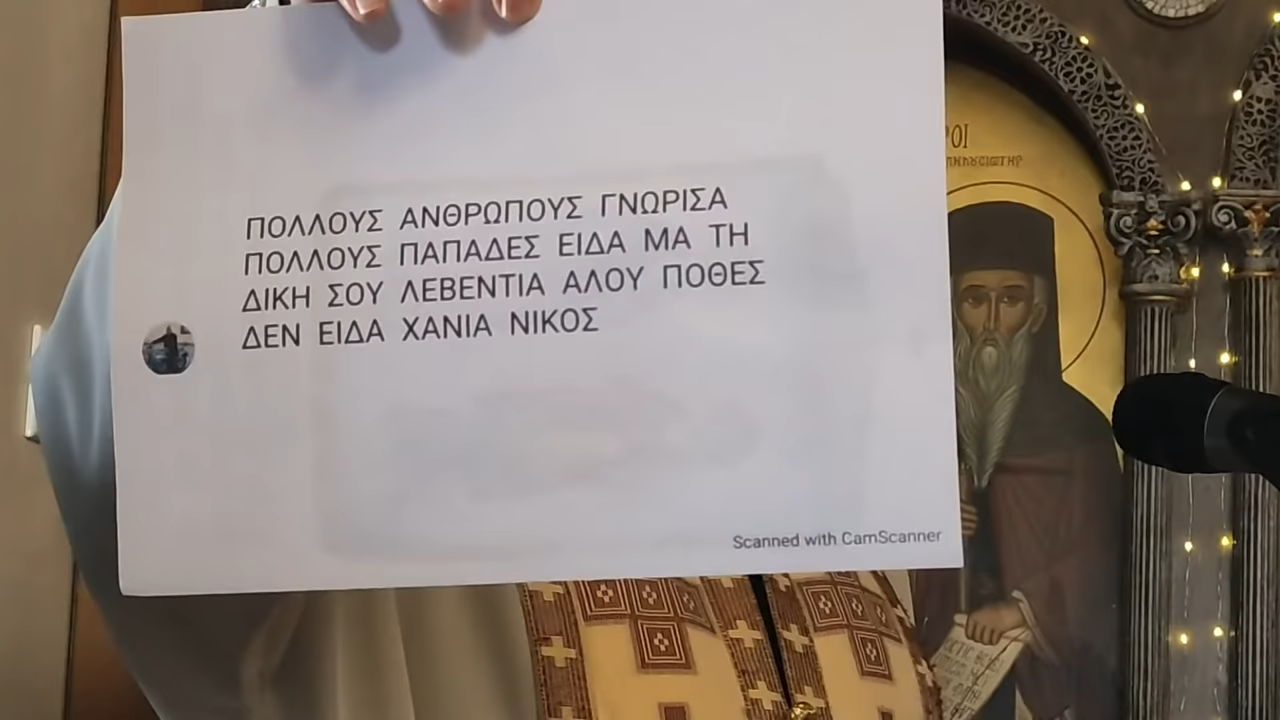 ΠΟΛΛΟΥΣ ΑΝΘΡΩΠΟΥΣ ΓΝΩΡΙΣΑ
ΠΟΛΛΟΥΣ ΠΑΠΑΔΕΣ ΕΙΔΑ ΜΑ ΤΗ
ΔΙΚΗ ΣΟΥ ΛΕΒΕΝΤΙΑ ΑΛΟΥ ΠΟΘΕΣ
ΔΕΝ ΕΙΔΑ ΧΑΝΙΑ ΝΙΚΟΣ
Scanned with CamScanner